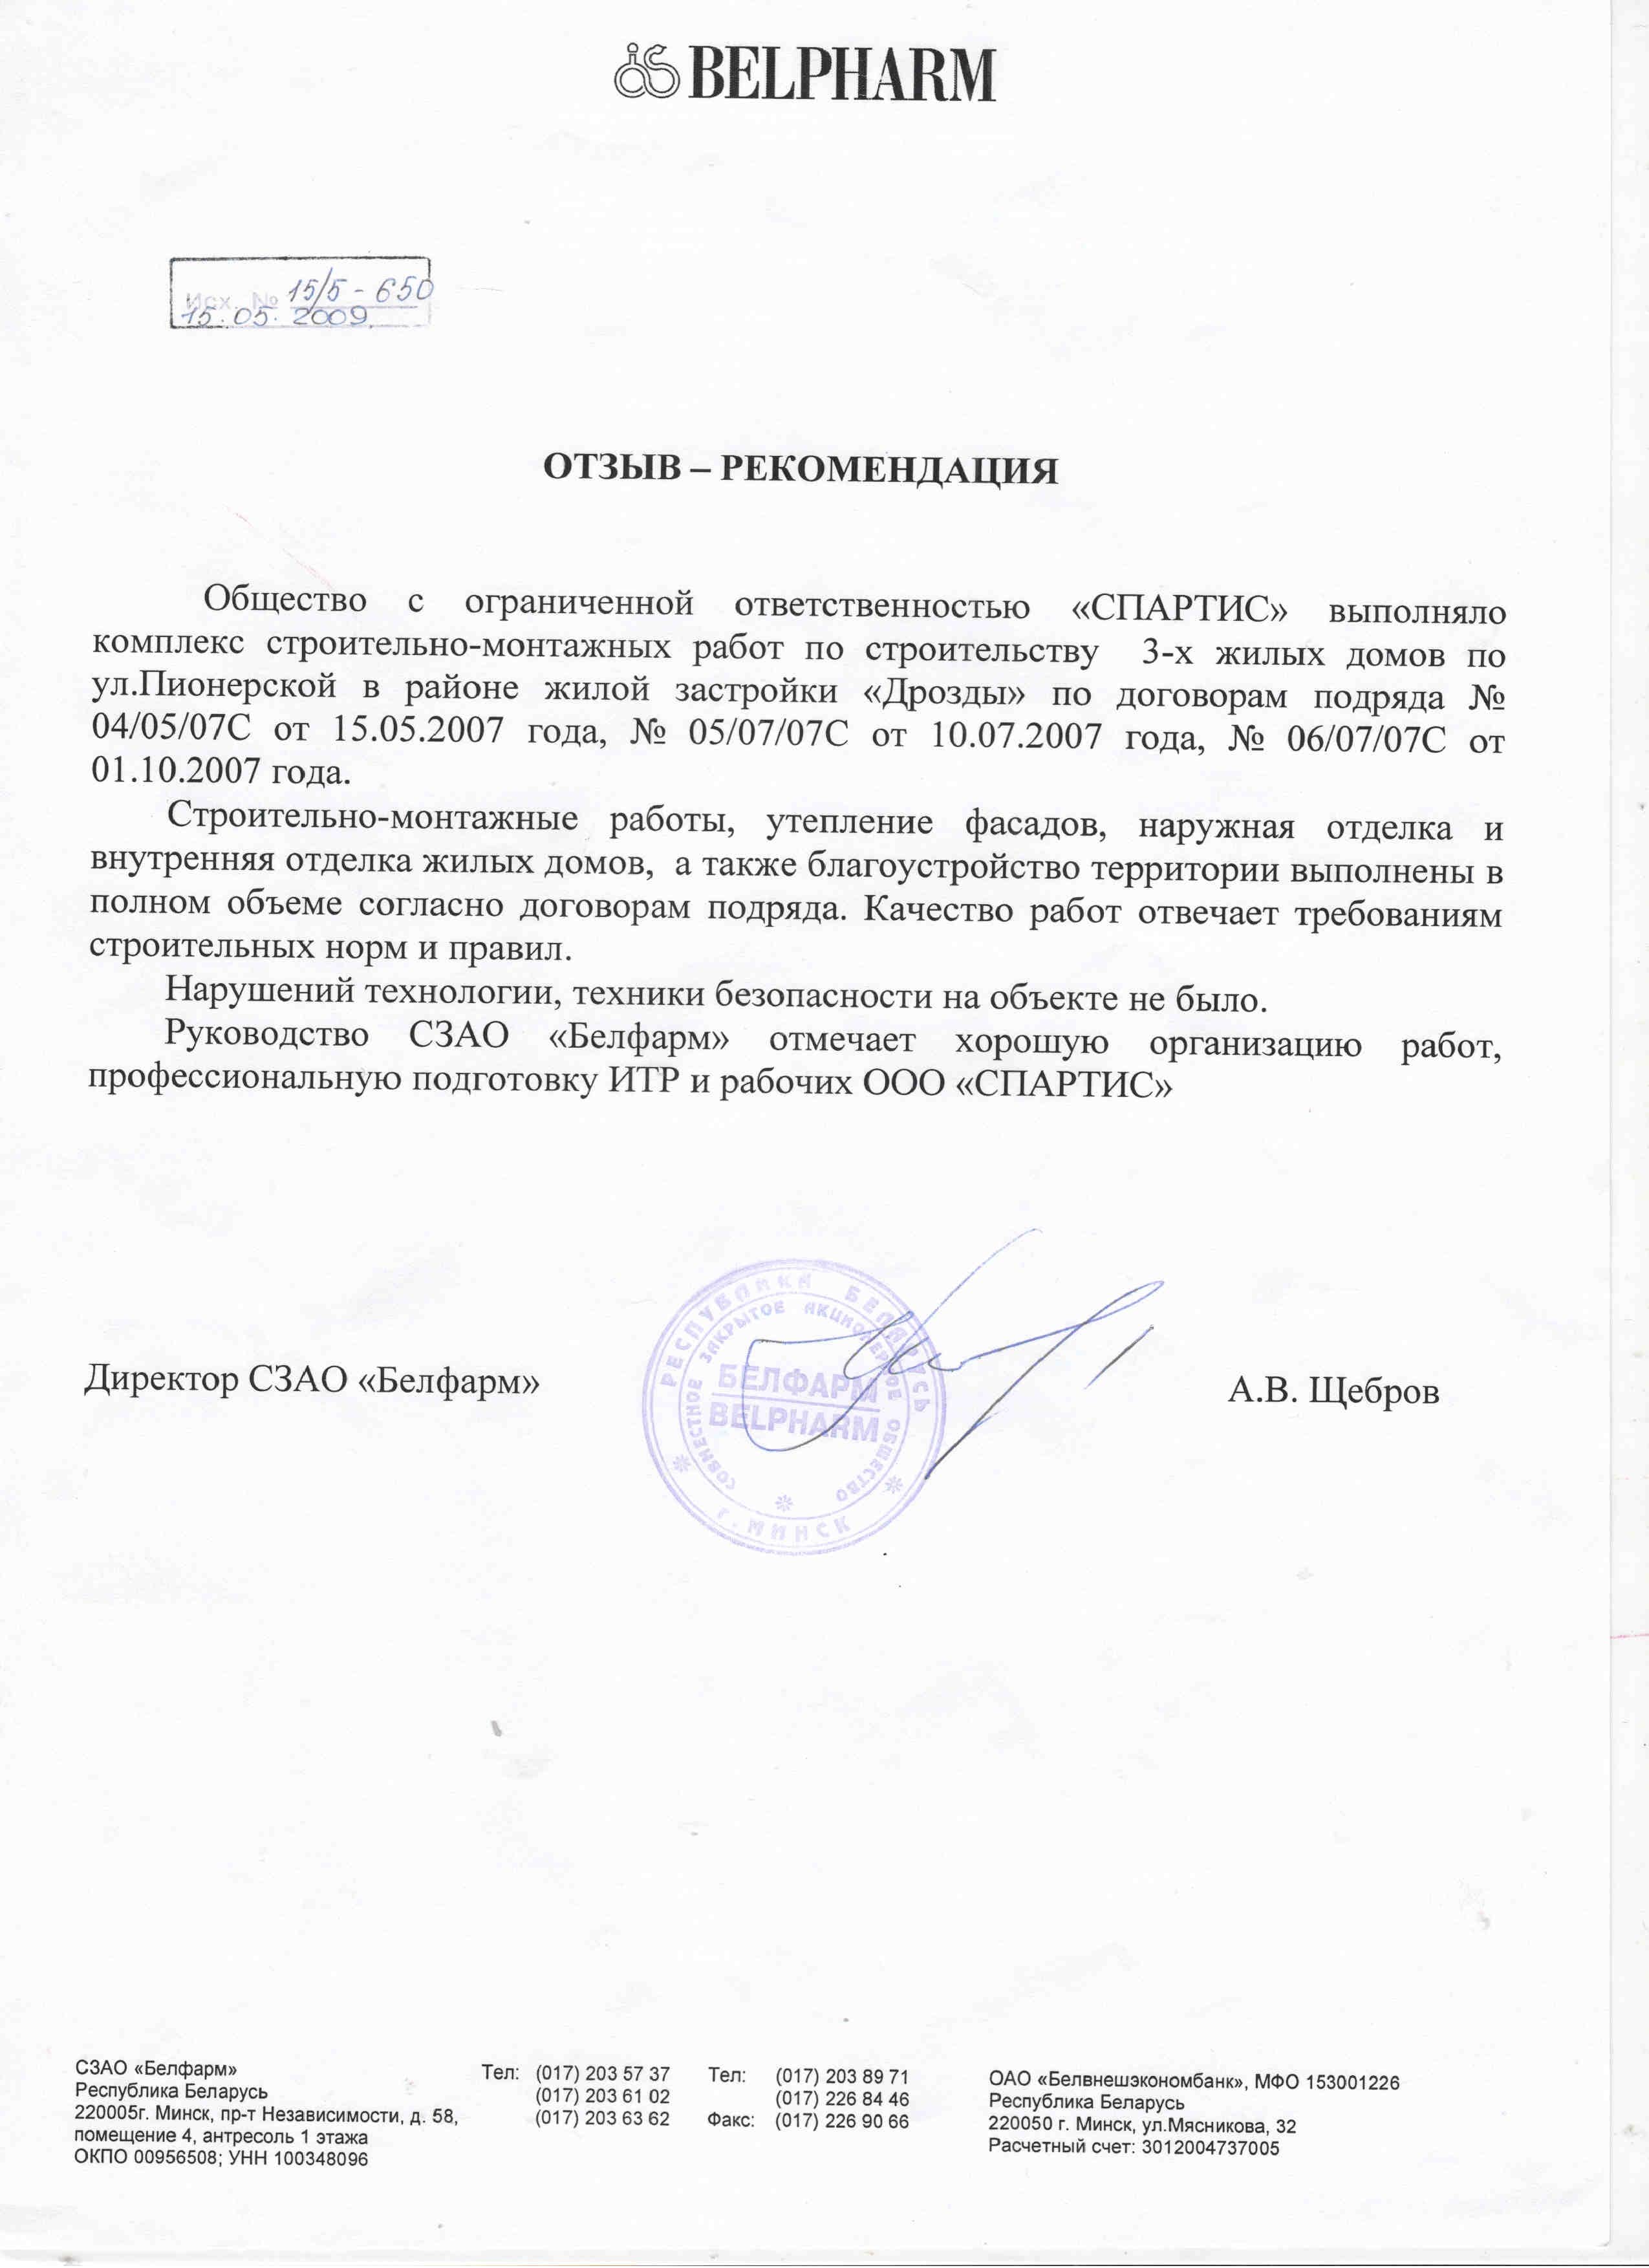 BELPHARM
Исх. № 15/5 - 650
15.05.2009
ОТЗЫВ – РЕКОМЕНДАЦИЯ
Общество с ограниченной ответственностью «СПАРТИС» выполняло
комплекс строительно-монтажных работ по строительству 3-х жилых домов по
ул.Пионерской в районе жилой застройки «Дрозды» по договорам подряда №
04/05/07С от 15.05.2007 года, № 05/07/07С от 10.07.2007 года, № 06/07/07С от
01.10.2007 года.
Строительно-монтажные работы, утепление фасадов, наружная отделка и
внутренняя отделка жилых домов, а также благоустройство территории выполнены в
полном объеме согласно договорам подряда. Качество работ отвечает требованиям
строительных норм и правил.
Нарушений технологии, техники безопасности на объекте не было.
Руководство СЗАО «Белфарм» отмечает хорошую организацию работ,
профессиональную подготовку ИТР и рабочих ООО «СПАРТИС»
Директор СЗАО «Белфарм»
РЕСПУБЛИКА БЕЛАРУСЬ
СОВМЕСТНОЕ ЗАКРЫТОЕ АКЦИОНЕРНОЕ ОБЩЕСТВО
БЕЛФАРМ
BELPHARM
г. МИНСК
А.В. Щебров
СЗАО «Белфарм»
Республика Беларусь
220005г. Минск, пр-т Независимости, д. 58,
помещение 4, антресоль 1 этажа
ОКПО 00956508; УНН 100348096
Тел: (017) 203 57 37
(017) 203 61 02
(017) 203 63 62
Тел: (017) 203 89 71
(017) 226 84 46
Факс: (017) 226 90 66
ОАО «Белвнешэкономбанк», МФО 153001226
Республика Беларусь
220050 г. Минск, ул.Мясникова, 32
Расчетный счет: 3012004737005